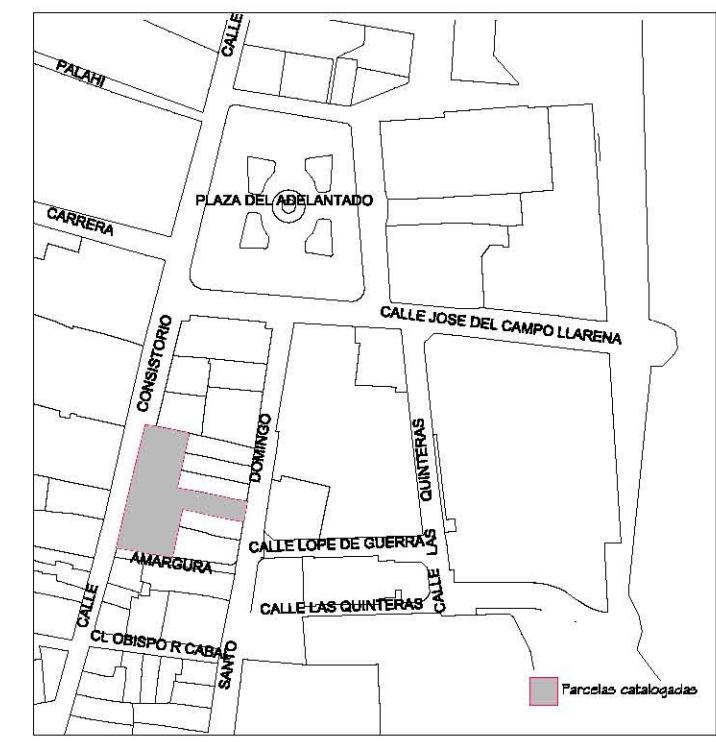 CALLE
PALAHI
PLAZA DEL ADELANTADO
CARRERA
CALLE JOSE DEL CAMPO LLARENA
CONSISTORIO
DOMINGO
QUINTERAS
CALLE LOPE DE GUERRA
LAS
AMARGURA
CALLE
CALLE
CALLE LAS QUINTERAS
CL OBISPO R CABAL
SANTO
Parcelas catalogadas